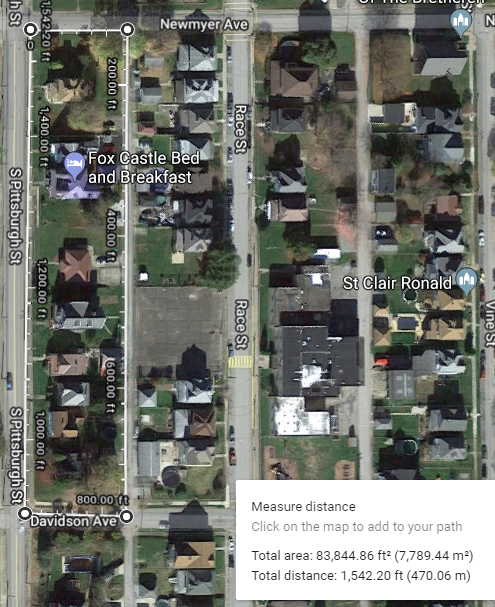 Newmyer Ave
1,542.20 ft
200.00 ft
1,400.00 ft
Race St
Fox Castle Bed
and Breakfast
S Pittsburgh St
400.00 ft
1,200.00 ft
St Clair Ronald
Race St
600.00 ft
1,000.00 ft
S Pittsburgh St
800.00 ft
Davidson Ave
Measure distance
Click on the map to add to your path
Total area: 83,844.86 ft² (7,789.44 m²)
Total distance: 1,542.20 ft (470.06 m)